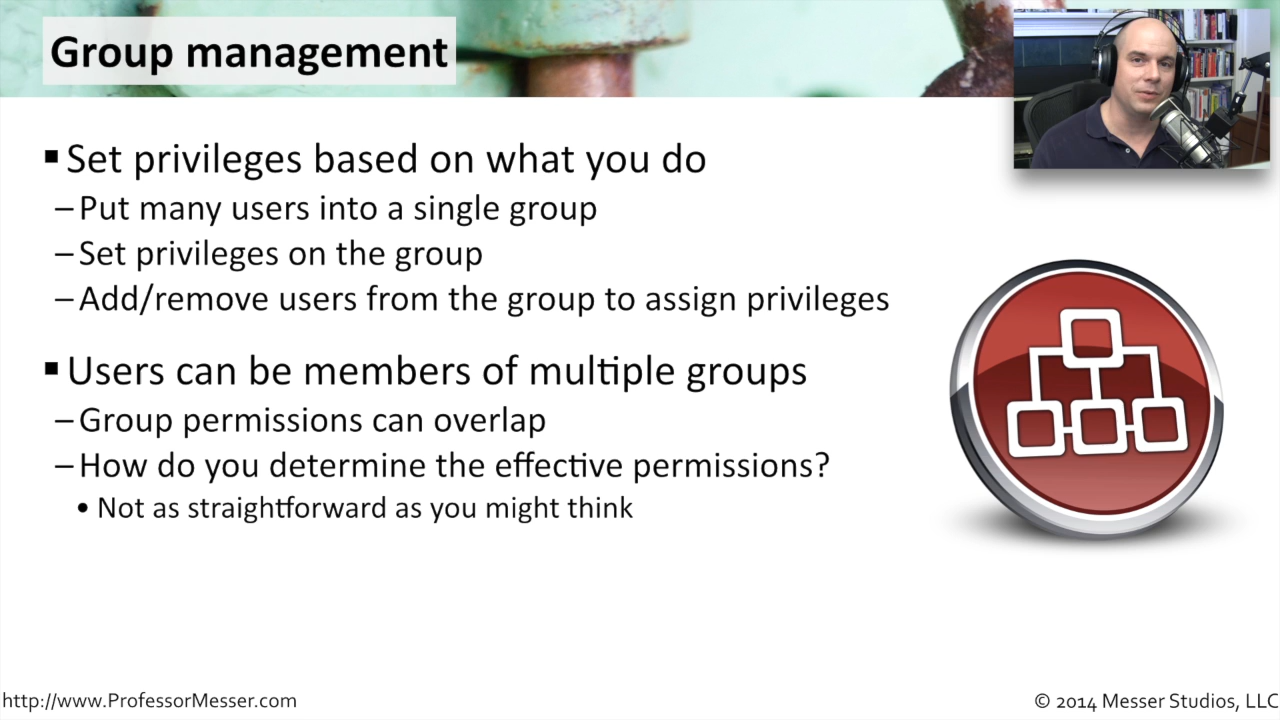 Group management
▪ Set privileges based on what you do
– Put many users into a single group
– Set privileges on the group
– Add/remove users from the group to assign privileges
▪ Users can be members of multiple groups
– Group permissions can overlap
– How do you determine the effective permissions?
• Not as straightforward as you might think
http://www.ProfessorMesser.com
© 2014 Messer Studios, LLC